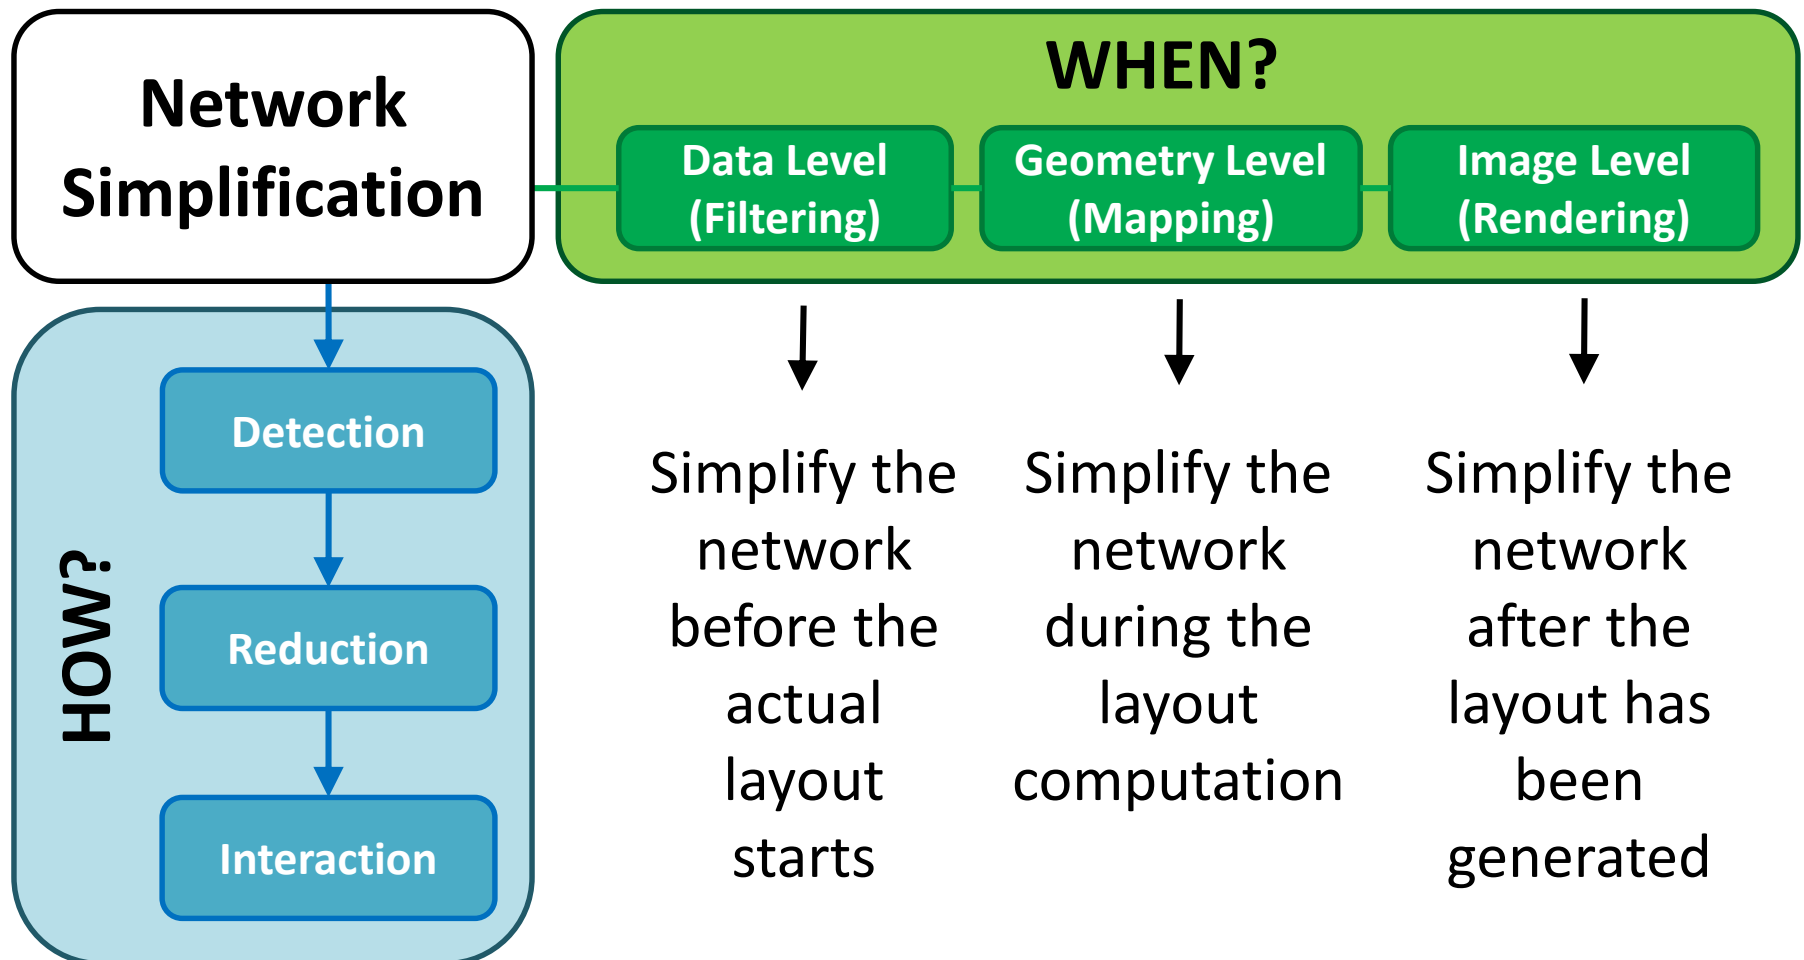 Network
Simplification
WHEN?
Data Level
(Filtering)
Geometry Level
(Mapping)
Image Level
(Rendering)
HOW?
Detection
Reduction
Interaction
Simplify the
network
before the
actual
layout
starts
Simplify the
network
during the
layout
computation
Simplify the
network
after the
layout has
been
generated